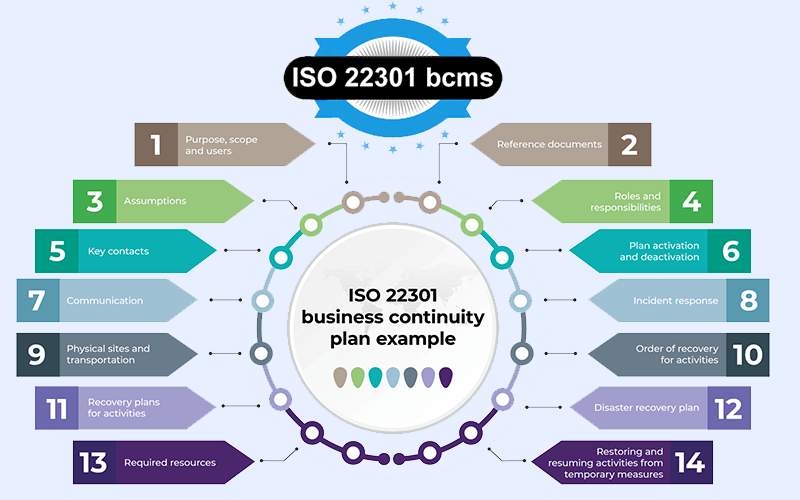 ISO 22301 bcms
1
Purpose, scope
and users
Reference documents
2
3
Assumptions
Roles and
responsibilities
4
5
Key contacts
Plan activation
and deactivation
6
7
Communication
Incident response
8
ISO 22301
business continuity
plan example
9
Physical sites and
transportation
Order of recovery
for activities
10
11
Recovery plans
for activities
Disaster recovery plan
12
13
Required resources
Restoring and
resuming activities from
temporary measures
14